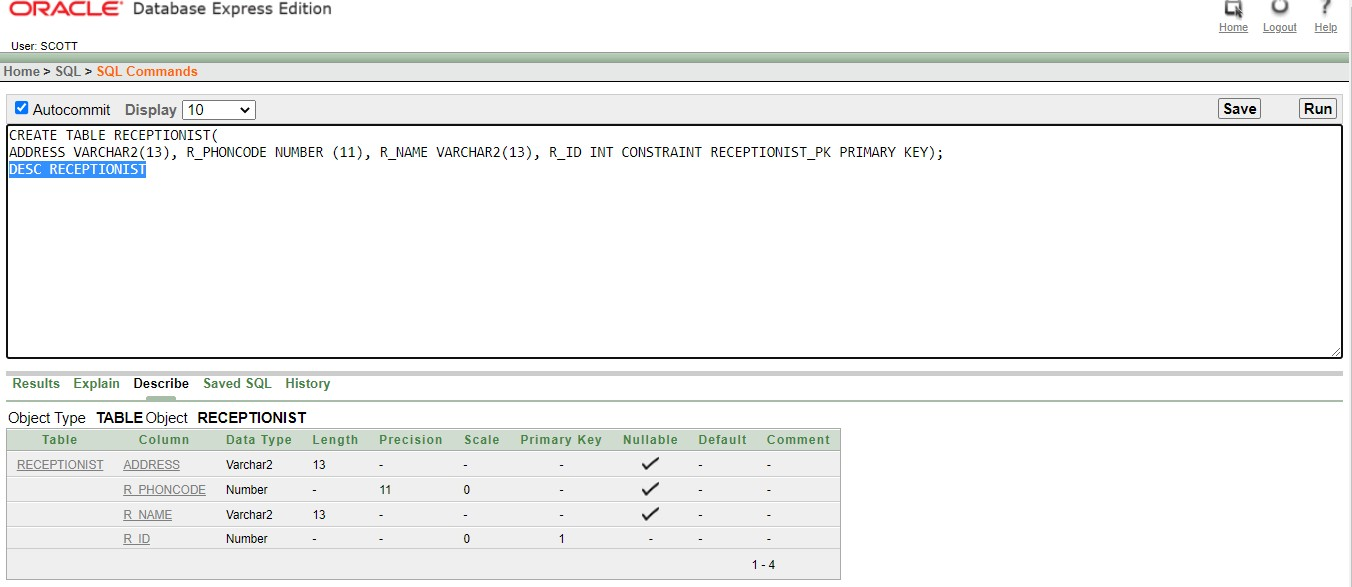 ORACLE® Database Express Edition
Home Logout Help
User: SCOTT
Home > SQL > SQL Commands
Autocommit Display 10 Save Run
CREATE TABLE RECEPTIONIST(
ADDRESS VARCHAR2(13), R_PHONCODE NUMBER (11), R_NAME VARCHAR2(13), R_ID INT CONSTRAINT RECEPTIONIST_PK PRIMARY KEY);
DESC RECEPTIONIST
Results Explain Describe Saved SQL History
Object Type TABLE Object RECEPTIONIST
Table Column Data Type Length Precision Scale Primary Key Nullable Default Comment
RECEPTIONIST ADDRESS Varchar2 13 - - - ✓ - -
R_PHONCODE Number - 11 0 - ✓ - -
R_NAME Varchar2 13 - - - ✓ - -
R_ID Number - - 0 1 - - -
1 - 4